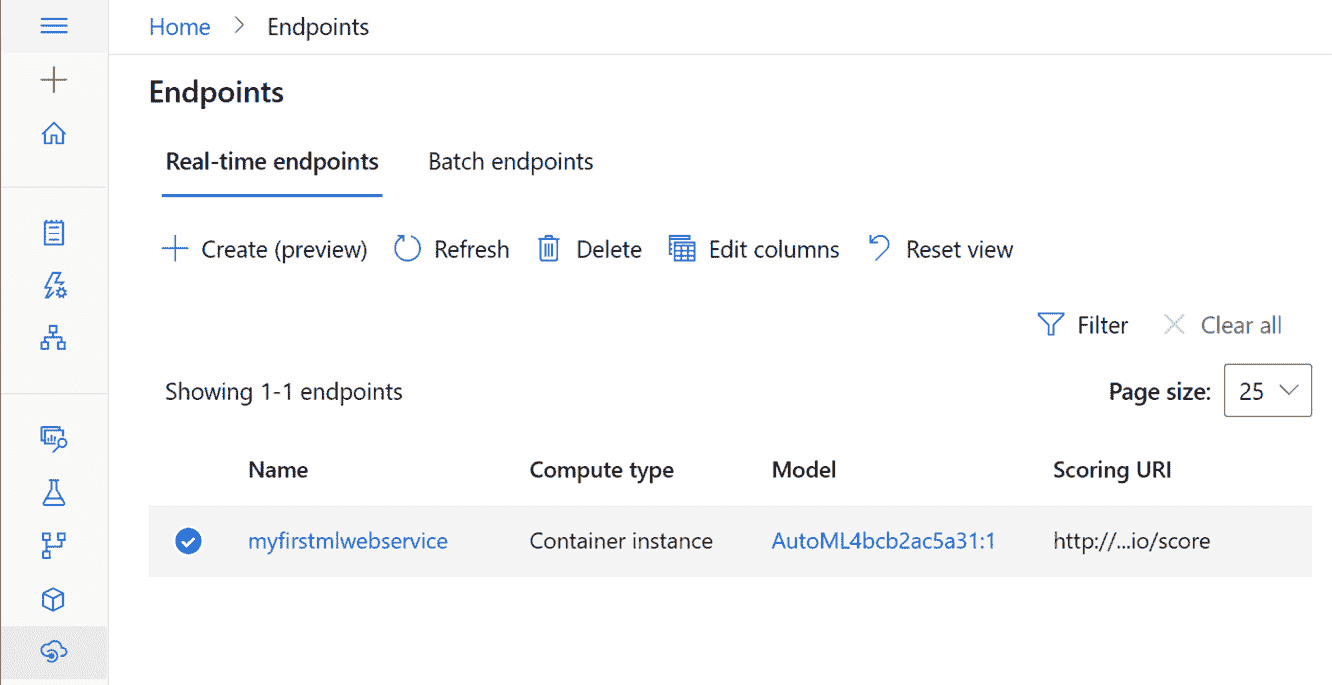 Home > Endpoints
Endpoints
Real-time endpoints Batch endpoints
Create (preview) Refresh Delete Edit columns Reset view
Filter Clear all
Showing 1-1 endpoints Page size: 25
Name Compute type Model Scoring URI
myfirstmlwebservice Container instance AutoML4bcb2ac5a31:1 http://...io/score